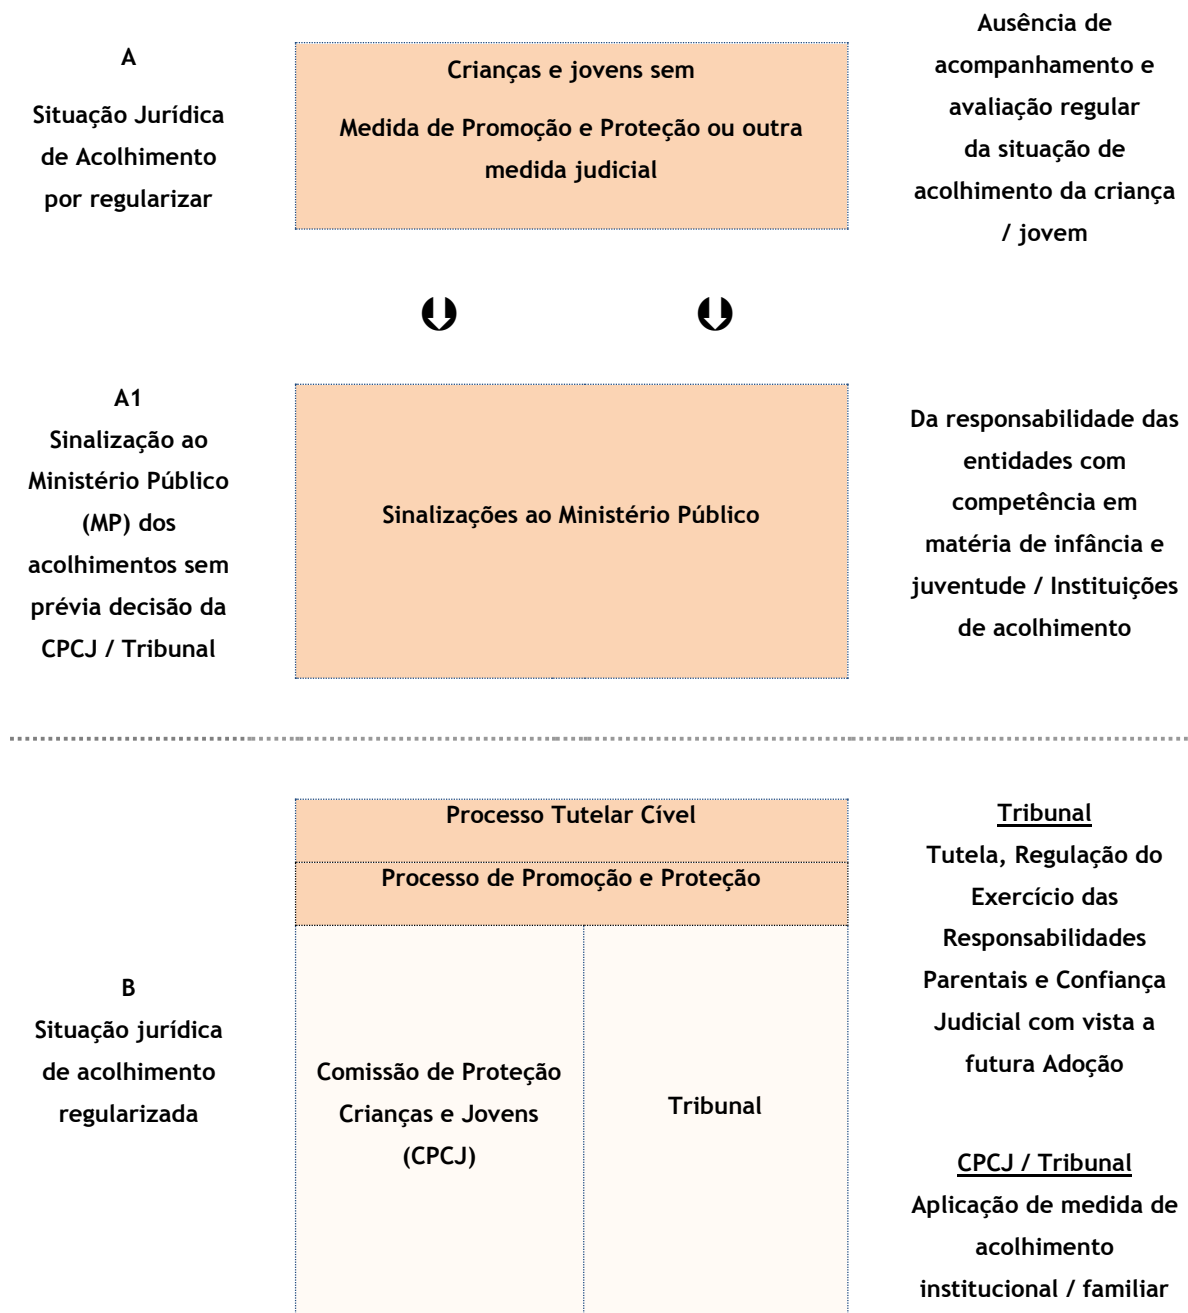 A
Situação Jurídica
de Acolhimento
por regularizar
Crianças e jovens sem
Medida de Promoção e Proteção ou outra
medida judicial
Ausência de
acompanhamento e
avaliação regular
da situação de
acolhimento da criança
/ jovem
A1
Sinalização ao
Ministério Público
(MP) dos
acolhimentos sem
prévia decisão da
CPCJ / Tribunal
Sinalizações ao Ministério Público
Da responsabilidade das
entidades com
competência em
matéria de infância e
juventude / Instituições
de acolhimento
B
Situação jurídica
de acolhimento
regularizada
Processo Tutelar Cível
Processo de Promoção e Proteção
Comissão de Proteção
Crianças e Jovens
(CPCJ)
Tribunal
Tribunal
Tutela, Regulação do
Exercício das
Responsabilidades
Parentais e Confiança
Judicial com vista a
futura Adoção
CPCJ / Tribunal
Aplicação de medida de
acolhimento
institucional / familiar